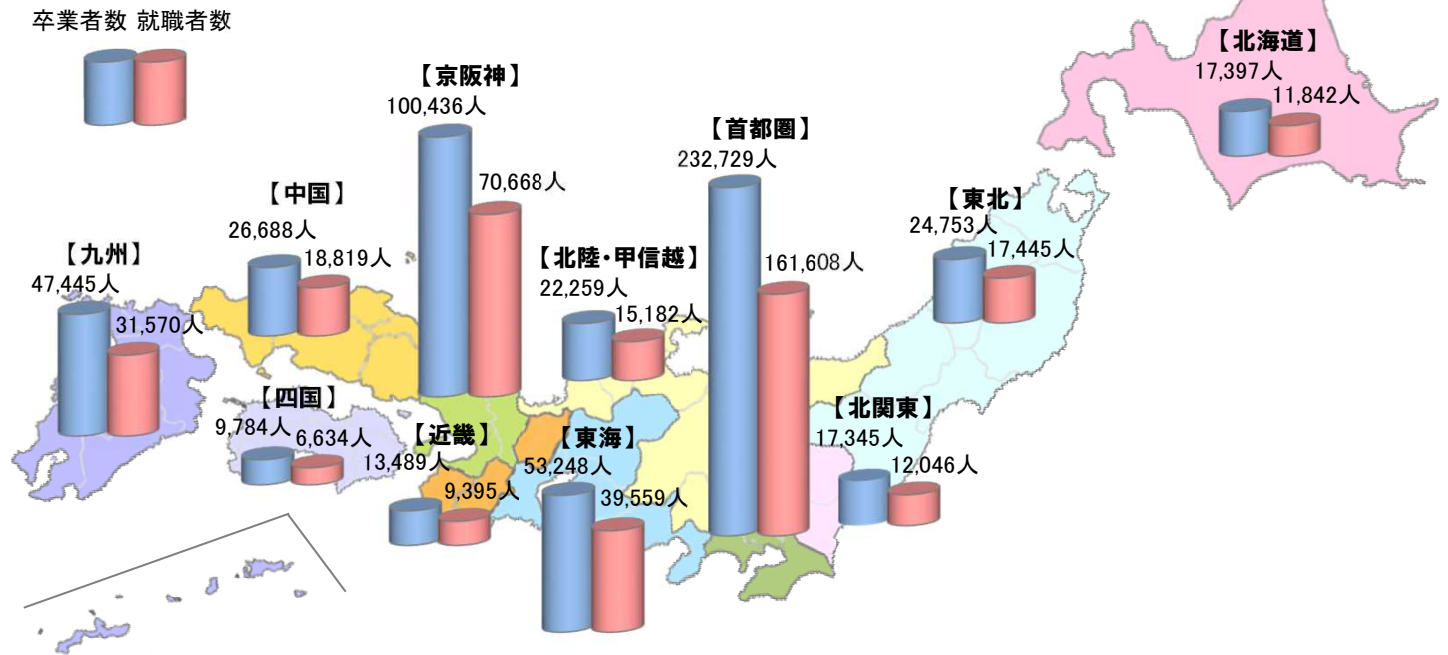 卒業者数 就職者数
【北海道】
17,397人
11,842人
【京阪神】
100,436人
70,668人
【首都圏】
232,729人
161,608人
【中国】
26,688人
18,819人
【東北】
24,753人
17,445人
【九州】
47,445人
31,570人
【北陸・甲信越】
22,259人
15,182人
【四国】
9,784人
6,634人
【近畿】
13,489人
9,395人
【東海】
53,248人
39,559人
【北関東】
17,345人
12,046人